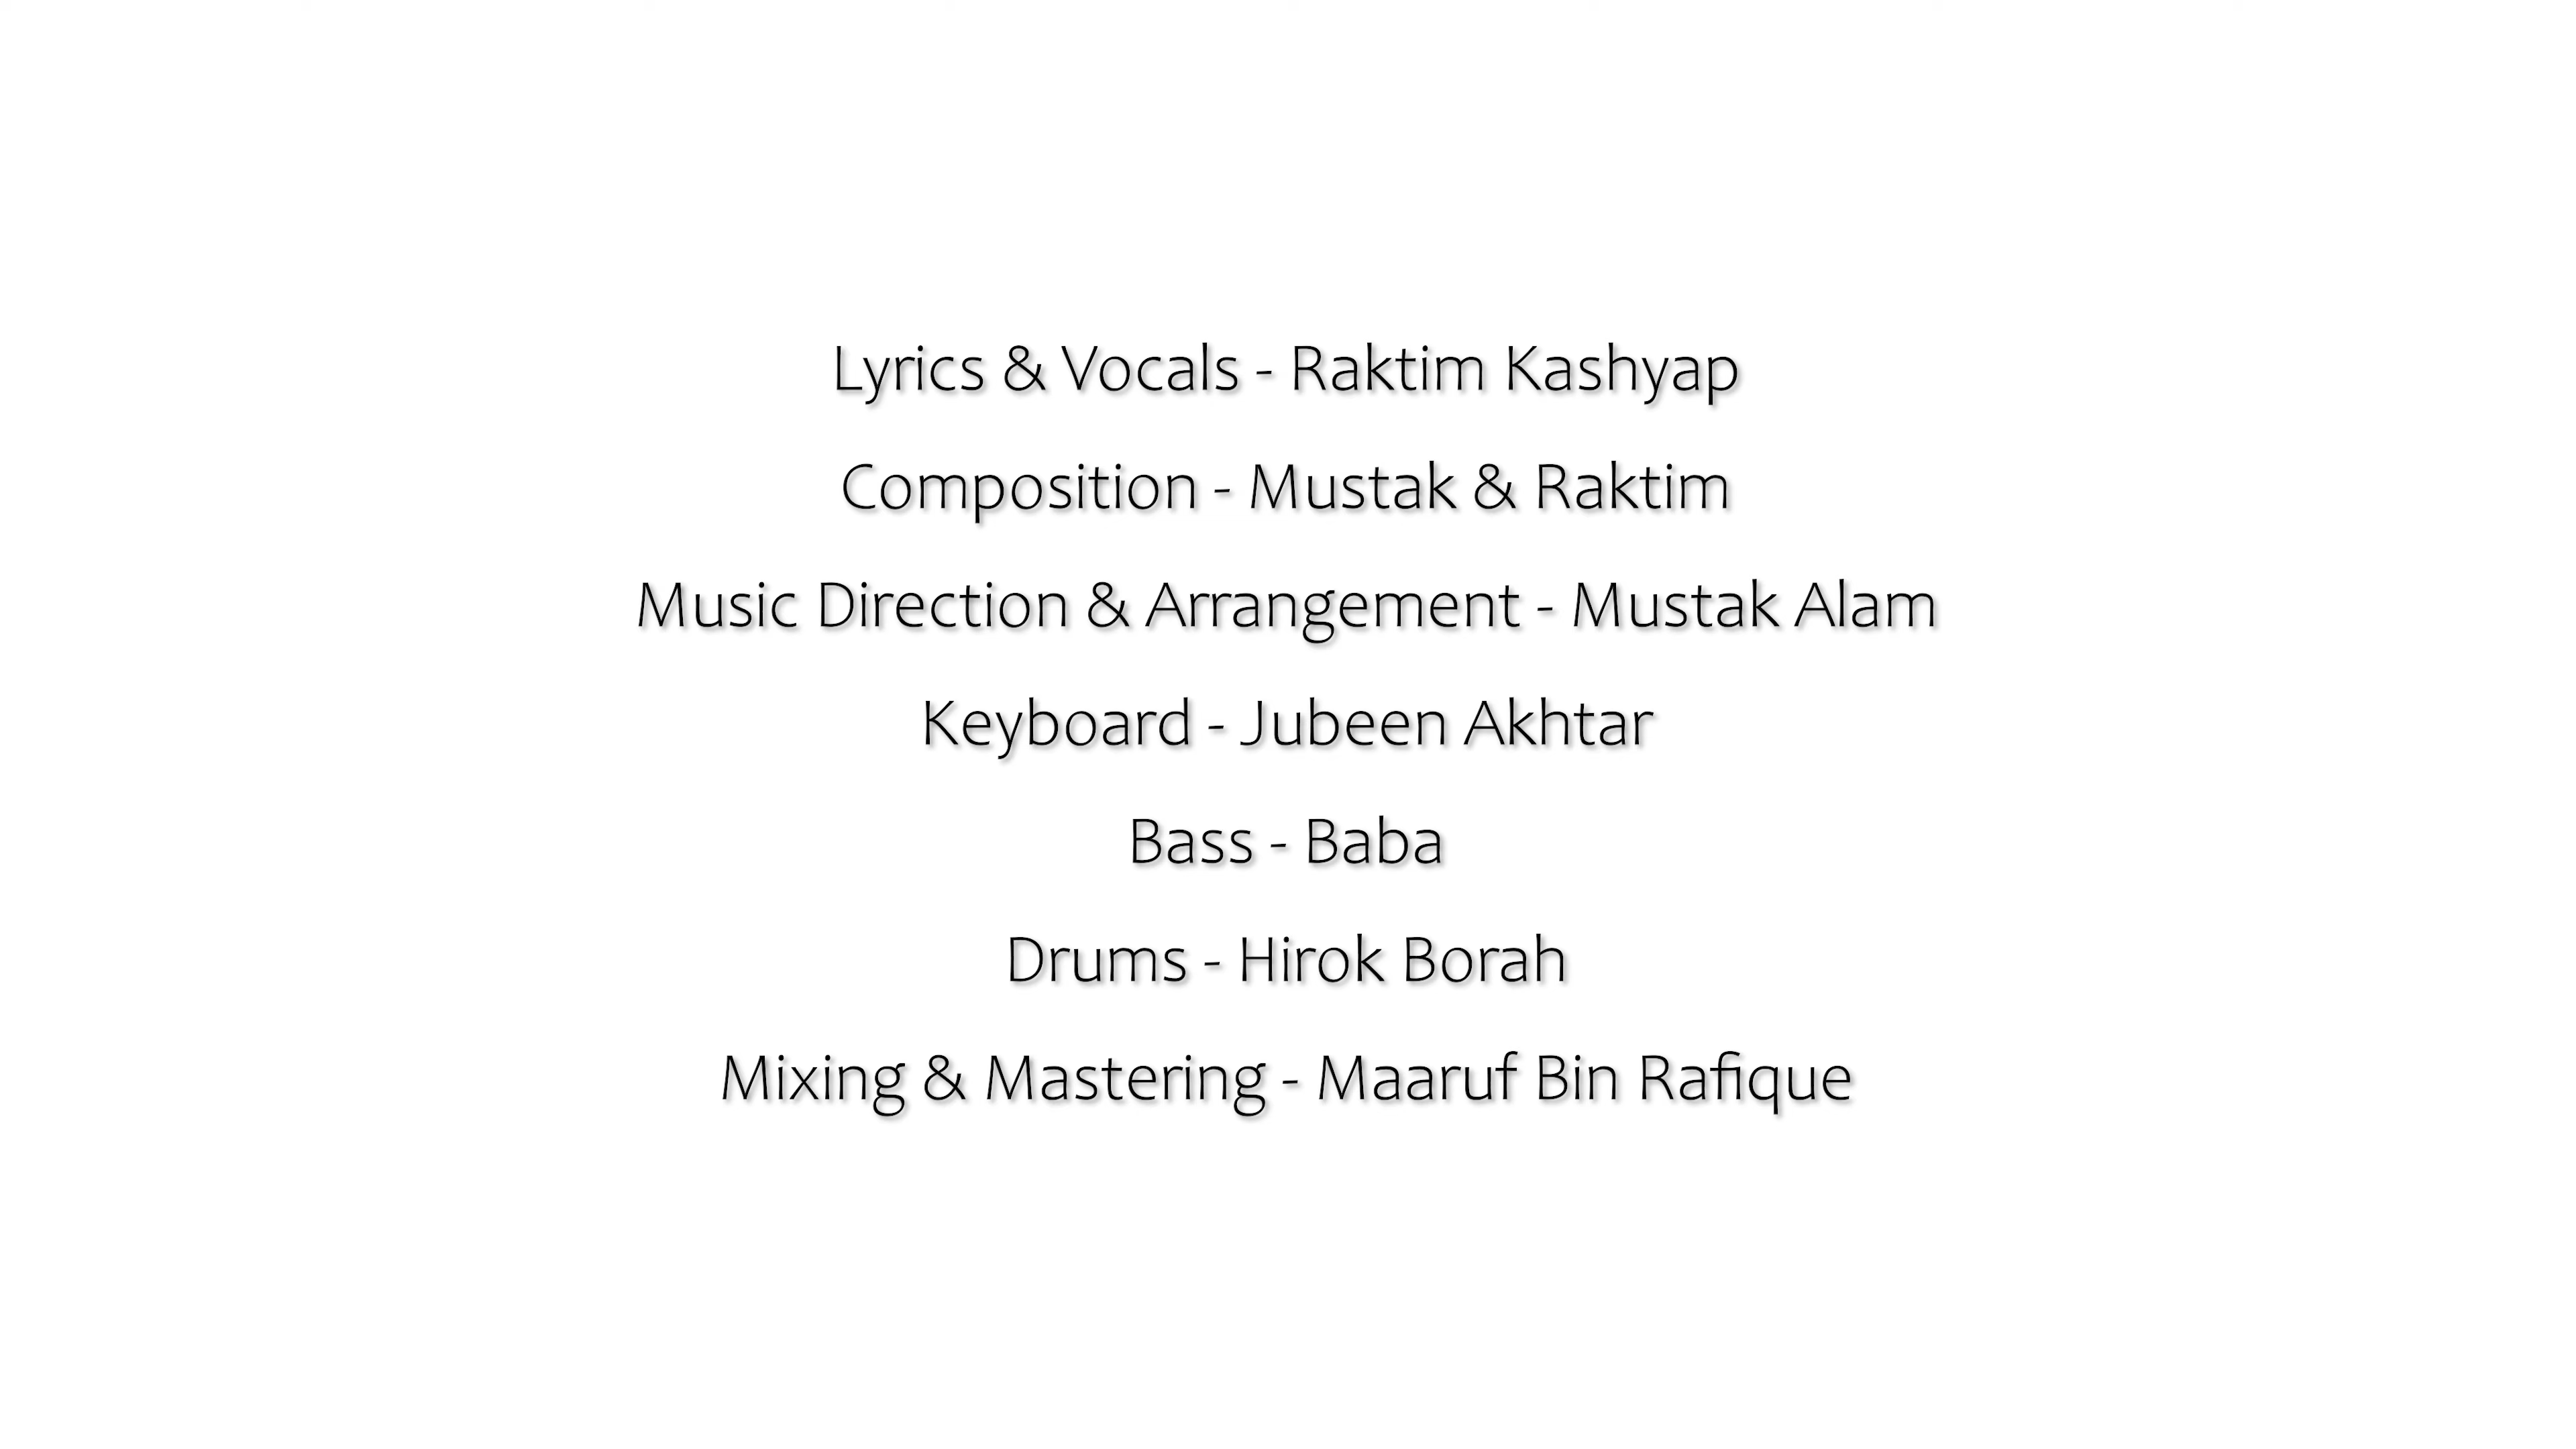 Lyrics & Vocals - Raktim Kashyap
Composition - Mustak & Raktim
Music Direction & Arrangement - Mustak Alam
Keyboard - Jubeen Akhtar
Bass - Baba
Drums - Hirok Borah
Mixing & Mastering - Maaruf Bin Rafique